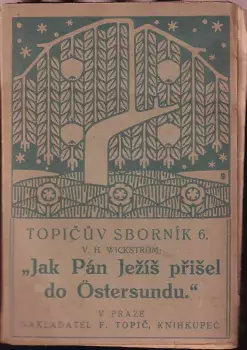 TOPIČŮV SBORNÍK 6.
V. H. WICKSTRÖM:
„Jak Pán Ježíš přišel
do Östersundu.“
V PRAZE
NAKLADATEL F. TOPIČ, KNIHKUPEC